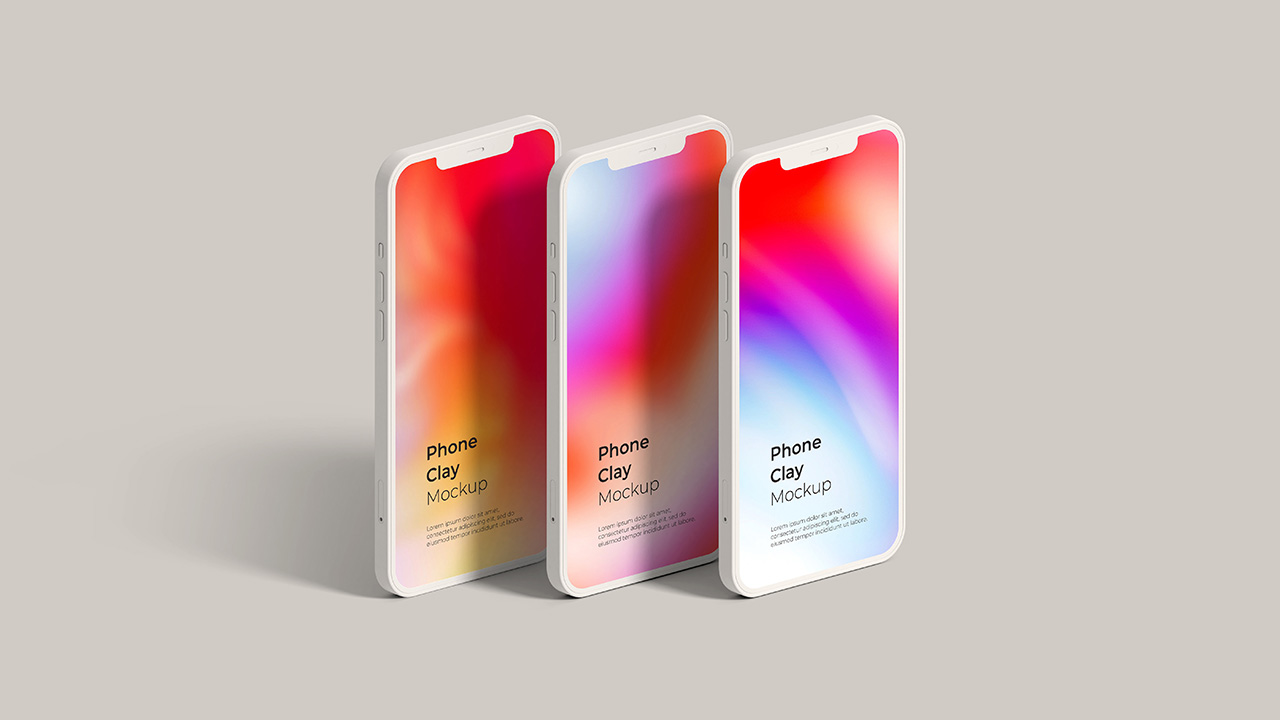 Phone
Clay
Mockup
Lorem ipsum dolor sit amet,
consectetur adipiscing elit, sed do
eiusmod tempor incididunt ut labore.
Phone
Clay
Mockup
Lorem ipsum dolor sit amet,
consectetur adipiscing elit, sed do
eiusmod tempor incididunt ut labore.
Phone
Clay
Mockup
Lorem ipsum dolor sit amet,
consectetur adipiscing elit, sed do
eiusmod tempor incididunt ut labore.